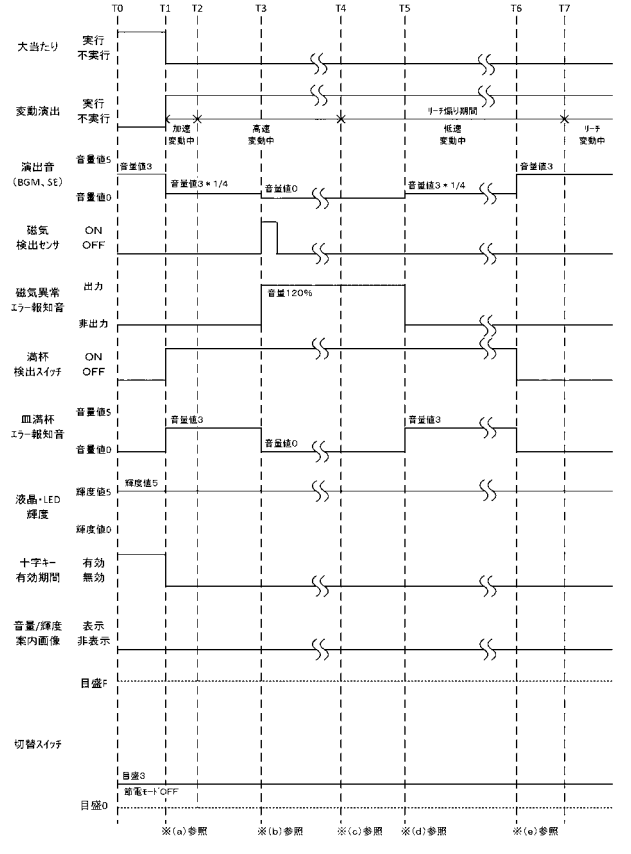 T0 T1 T2 T3 T4 T5 T6 T7
大当たり 実行
不実行
変動演出 実行
不実行
リーチ煽り期間
加速
変動中
高速
変動中
低速
変動中
リーチ
変動中
演出音
(BGM、SE)
音量値5
音量値0
音量値3
音量値3＊1/4
音量値0
音量値3＊1/4
音量値3
磁気
検出センサ
ON
OFF
磁気異常
エラー報知音
出力
非出力
音量120%
満杯
検出スイッチ
ON
OFF
皿満杯
エラー報知音
音量値5
音量値0
音量値3
音量値0
音量値3
液晶・LED
輝度
輝度値5
輝度値0
輝度値5
十字キー
有効期間
有効
無効
音量/輝度
案内画像
表示
非表示
目盛F
切替スイッチ
目盛3
節電モードOFF
目盛0
※(a)参照 ※(b)参照 ※(c)参照 ※(d)参照 ※(e)参照